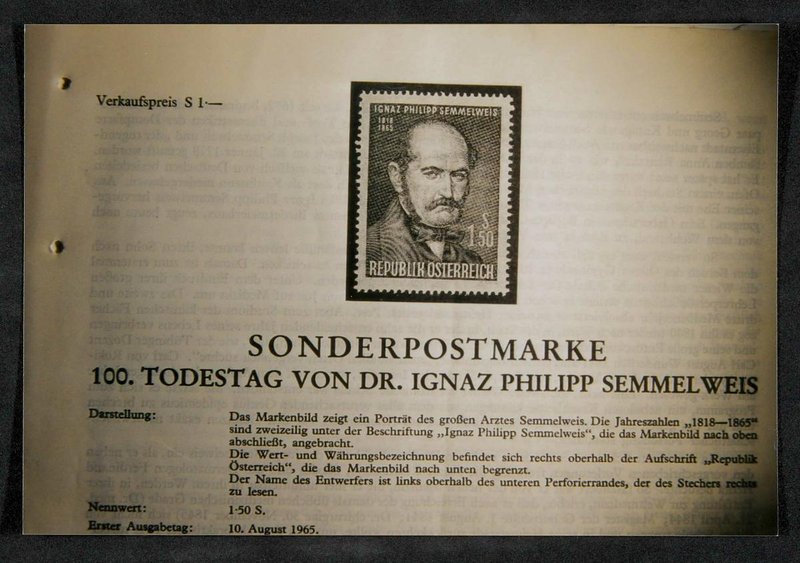 Verkaufspreis S 1·—
IGNAZ PHILIPP SEMMELWEIS
1818
1865
S
1.50
REPUBLIK ÖSTERREICH
SONDERPOSTMARKE
100. TODESTAG VON DR. IGNAZ PHILIPP SEMMELWEIS
Darstellung: Das Markenbild zeigt ein Porträt des großen Arztes Semmelweis. Die Jahreszahlen „1818—1865“
sind zweizeilig unter der Beschriftung „Ignaz Philipp Semmelweis“, die das Markenbild nach oben
abschließt, angebracht.
Die Wert- und Währungsbezeichnung befindet sich rechts oberhalb der Aufschrift „Republik
Österreich“, die das Markenbild nach unten begrenzt.
Der Name des Entwerfers ist links oberhalb des unteren Perforierrandes, der des Stechers rechts
zu lesen.
Nennwert: 1·50 S.
Erster Ausgabetag: 10. August 1965.